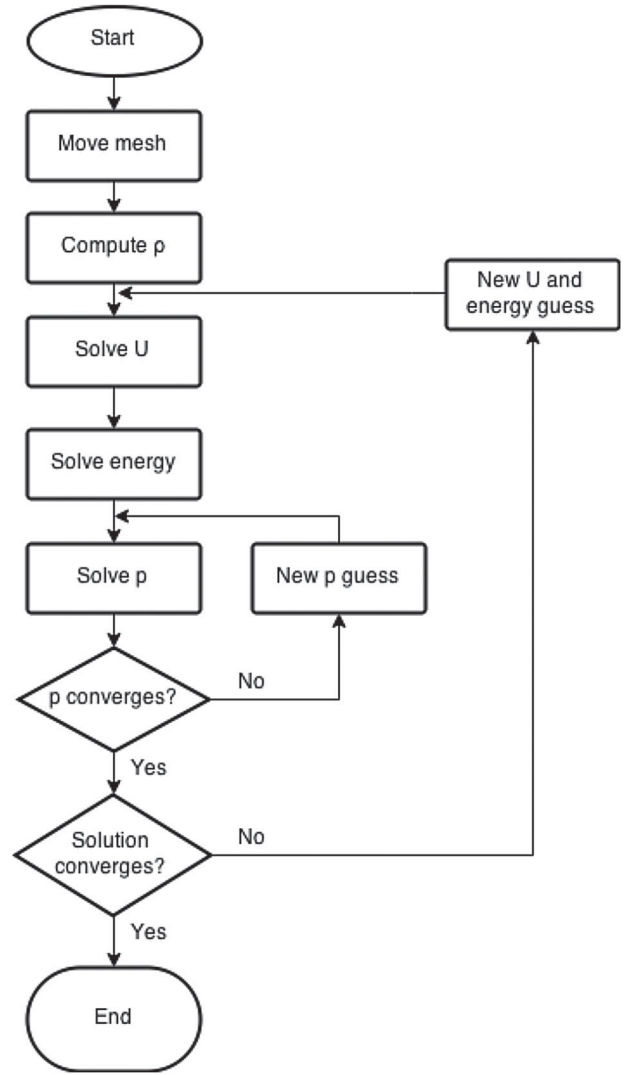 Start
Move mesh
Compute ρ
New U and
energy guess
Solve U
Solve energy
Solve p
New p guess
p converges?
No
Yes
Solution
converges?
No
Yes
End